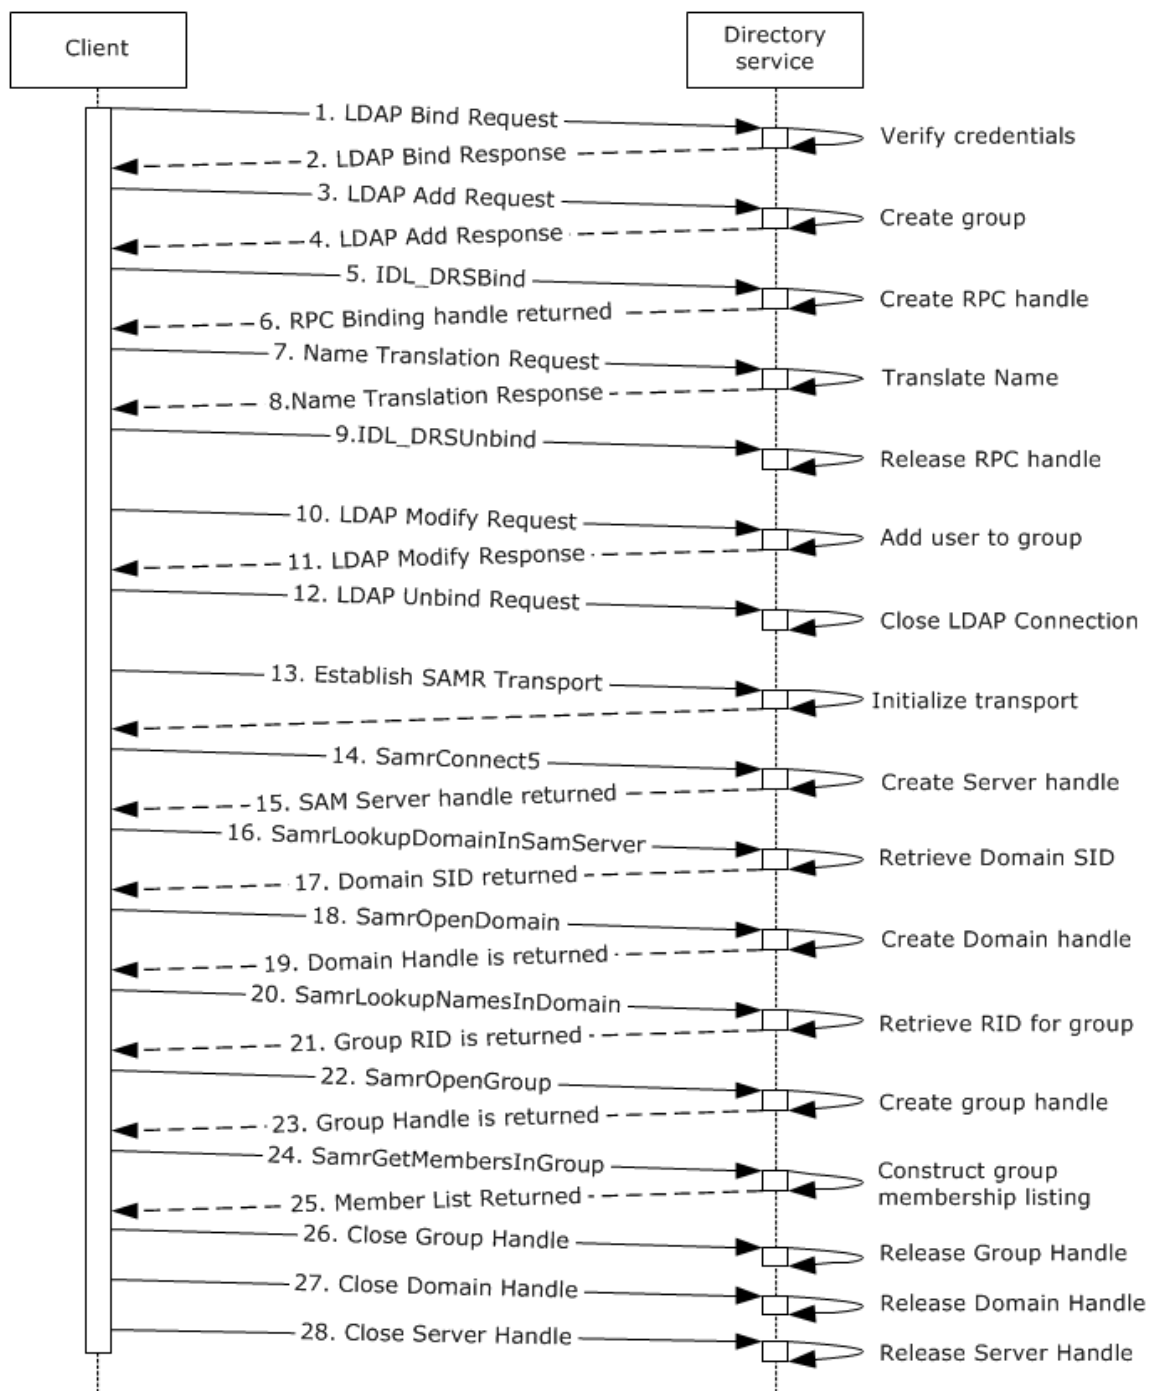 Client
Directory
service
1. LDAP Bind Request
Verify credentials
2. LDAP Bind Response
3. LDAP Add Request
Create group
4. LDAP Add Response
5. IDL_DRSBind
Create RPC handle
6. RPC Binding handle returned
7. Name Translation Request
Translate Name
8.Name Translation Response
9.IDL_DRSUnbind
Release RPC handle
10. LDAP Modify Request
Add user to group
11. LDAP Modify Response
12. LDAP Unbind Request
Close LDAP Connection
13. Establish SAMR Transport
Initialize transport
14. SamrConnect5
Create Server handle
15. SAM Server handle returned
16. SamrLookupDomainInSamServer
Retrieve Domain SID
17. Domain SID returned
18. SamrOpenDomain
Create Domain handle
19. Domain Handle is returned
20. SamrLookupNamesInDomain
Retrieve RID for group
21. Group RID is returned
22. SamrOpenGroup
Create group handle
23. Group Handle is returned
24. SamrGetMembersInGroup
Construct group
membership listing
25. Member List Returned
26. Close Group Handle
Release Group Handle
27. Close Domain Handle
Release Domain Handle
28. Close Server Handle
Release Server Handle